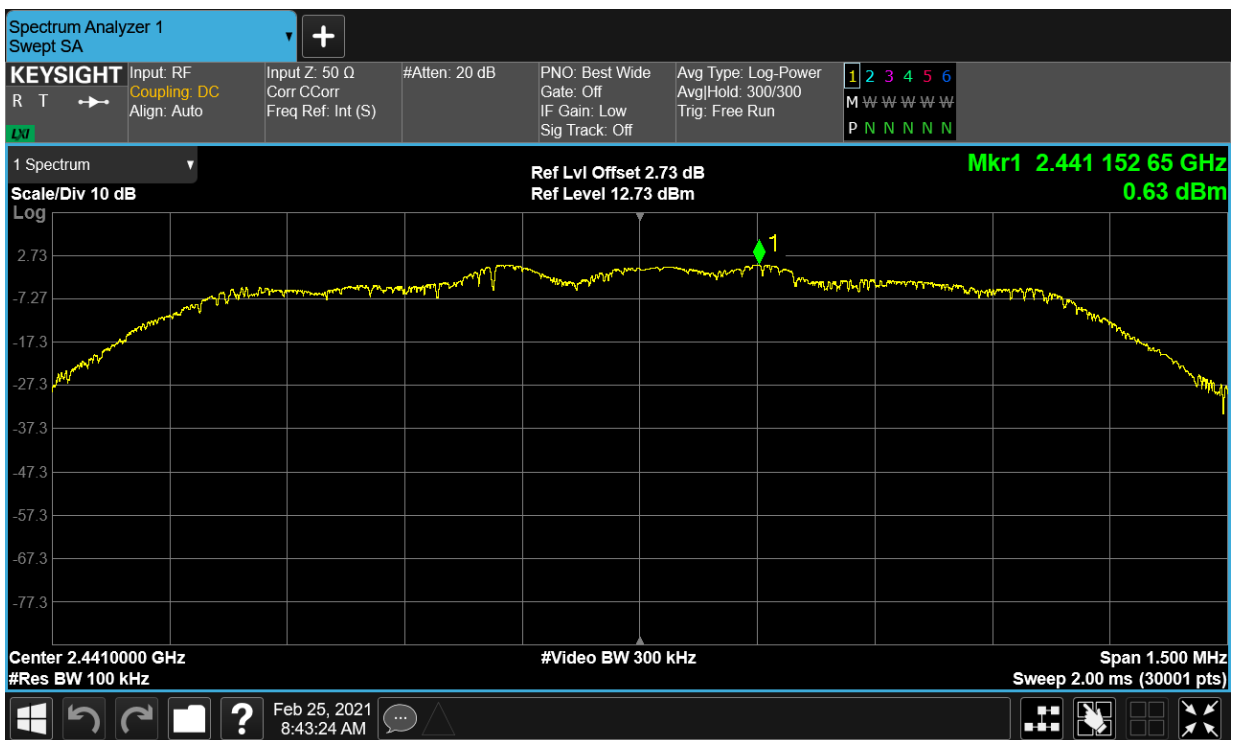 Spectrum Analyzer 1
Swept SA
KEYSIGHT
R T
LXI
Input: RF
Coupling: DC
Align: Auto
Input Z: 50 Ω
Corr CCorr
Freq Ref: Int (S)
#Atten: 20 dB
PNO: Best Wide
Gate: Off
IF Gain: Low
Sig Track: Off
Avg Type: Log-Power
Avg|Hold: 300/300
Trig: Free Run
1 2 3 4 5 6
M W W W W W
P N N N N N
1 Spectrum
Scale/Div 10 dB
Log
Ref Lvl Offset 2.73 dB
Ref Level 12.73 dBm
Mkr1 2.441 152 65 GHz
0.63 dBm
1
2.73
-7.27
-17.3
-27.3
-37.3
-47.3
-57.3
-67.3
-77.3
Center 2.4410000 GHz
#Res BW 100 kHz
#Video BW 300 kHz
Span 1.500 MHz
Sweep 2.00 ms (30001 pts)
?
Feb 25, 2021
8:43:24 AM